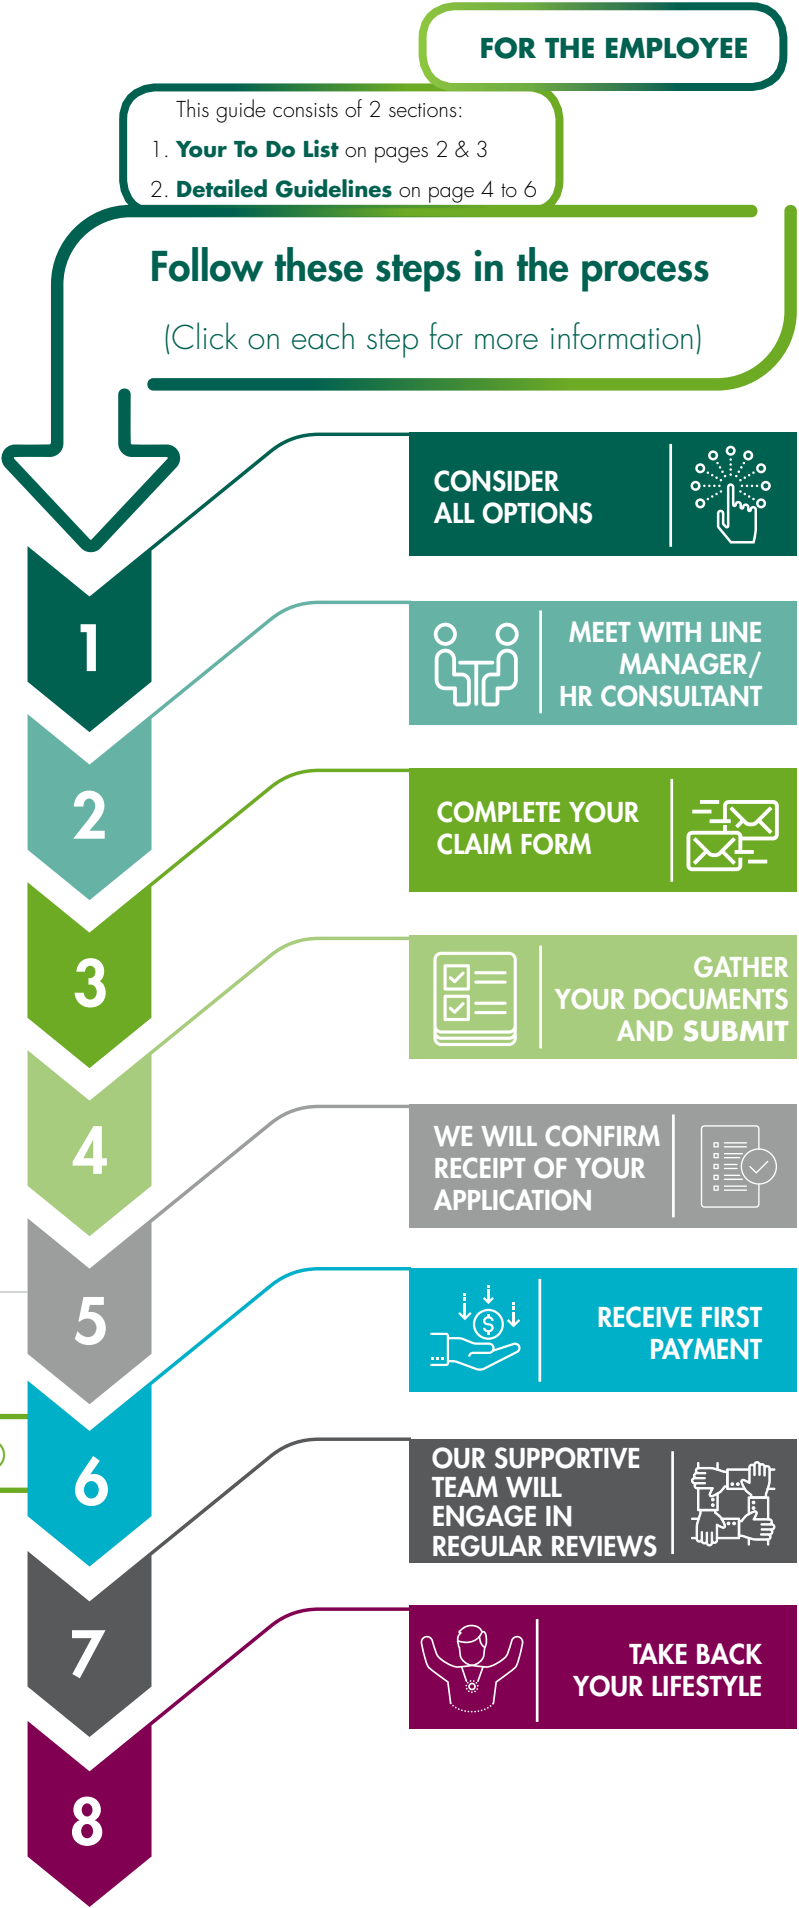 FOR THE EMPLOYEE
This guide consists of 2 sections:
1. Your To Do List on pages 2 & 3
2. Detailed Guidelines on page 4 to 6
Follow these steps in the process
(Click on each step for more information)
CONSIDER
ALL OPTIONS
1
MEET WITH LINE
MANAGER/
HR CONSULTANT
2
COMPLETE YOUR
CLAIM FORM
3
GATHER
YOUR DOCUMENTS
AND SUBMIT
4
WE WILL CONFIRM
RECEIPT OF YOUR
APPLICATION
5
RECEIVE FIRST
PAYMENT
6
OUR SUPPORTIVE
TEAM WILL
ENGAGE IN
REGULAR REVIEWS
7
TAKE BACK
YOUR LIFESTYLE
8